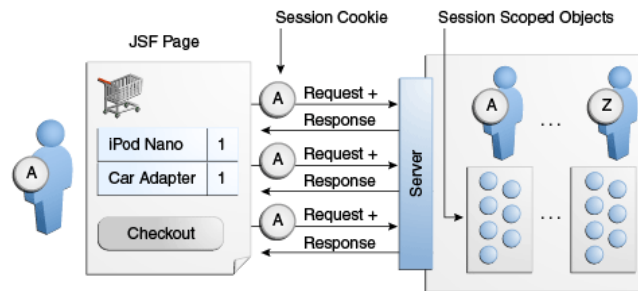 Session Cookie
Session Scoped Objects
JSF Page
A
Request +
Response
A
Z
... 
iPod Nano 1
Car Adapter 1
A
Request +
Response
Server
A
Checkout
A
Request +
Response
...